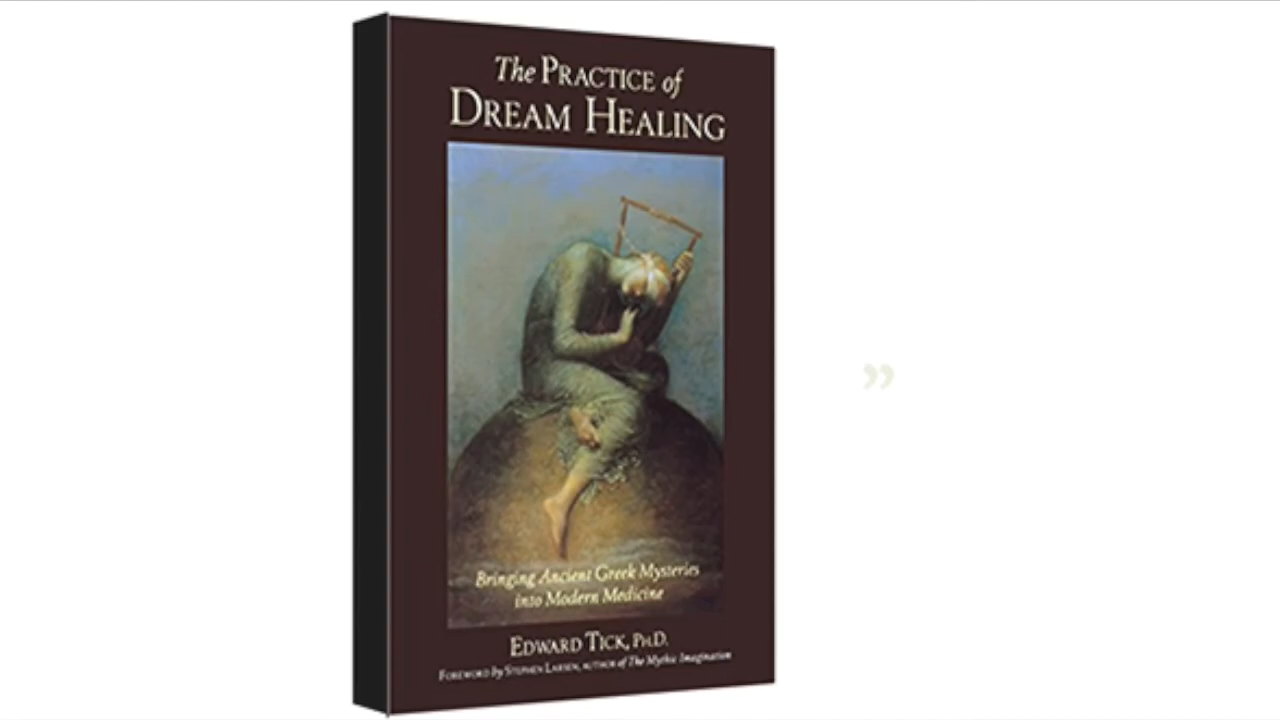 The PRACTICE of
DREAM HEALING
Bringing Ancient Greek Mysteries
into Modern Medicine
EDWARD TICK, PH.D.
FOREWORD by STEPHEN LARSEN, AUTHOR of The Mythic Imagination
”